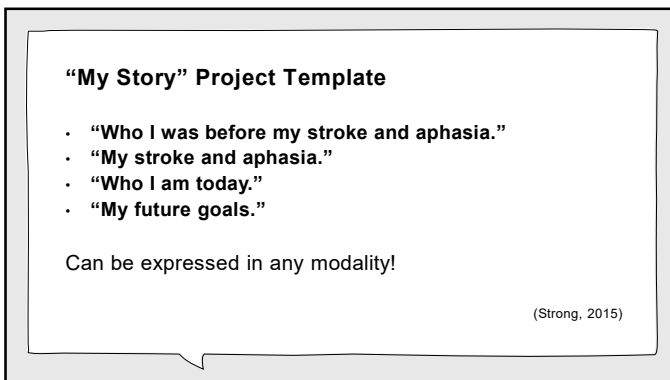 “My Story” Project Template
• “Who I was before my stroke and aphasia.”
• “My stroke and aphasia.”
• “Who I am today.”
• “My future goals.”
Can be expressed in any modality!
(Strong, 2015)